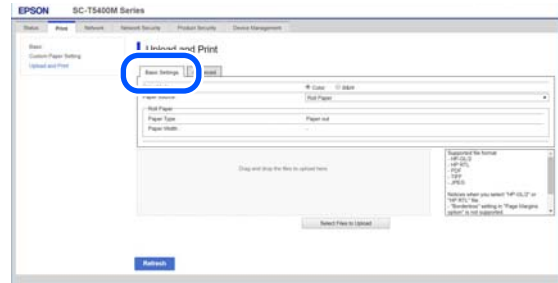 EPSON SC-T5400M Series
Status Print Network Network Security Product Security Device Management
Basic
Custom Paper Setting
Upload and Print
Upload and Print
Basic Settings
Color B&W
Paper Source Roll Paper
Roll Paper
Paper Type Paper out
Paper Width -
Drag and drop the files to upload here.
Supported file format
- HP-GL/2
- HP RTL
- PDF
- TIFF
- JPEG
Notices when you select "HP-GL/2" or
"HP RTL" file.
- "Borderless" setting in "Page Margins
option" is not supported.
Select Files to Upload
Refresh